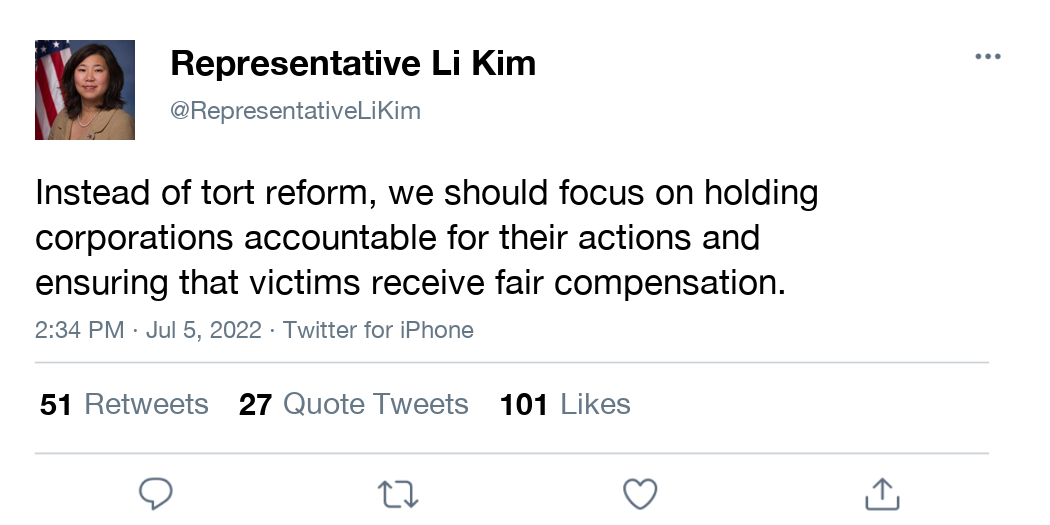 Representative Li Kim
@RepresentativeLiKim
Instead of tort reform, we should focus on holding
corporations accountable for their actions and
ensuring that victims receive fair compensation.
2:34 PM · Jul 5, 2022 · Twitter for iPhone
51 Retweets 27 Quote Tweets 101 Likes